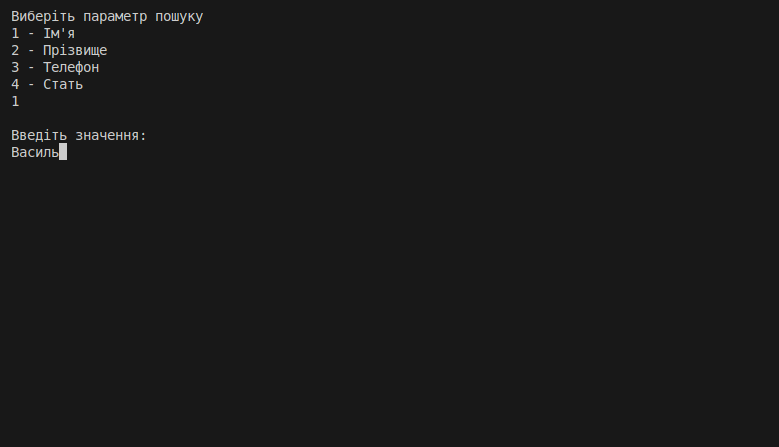 Виберіть параметр пошуку
1 - Ім'я
2 - Прізвище
3 - Телефон
4 - Стать
1
Введіть значення:
Василь